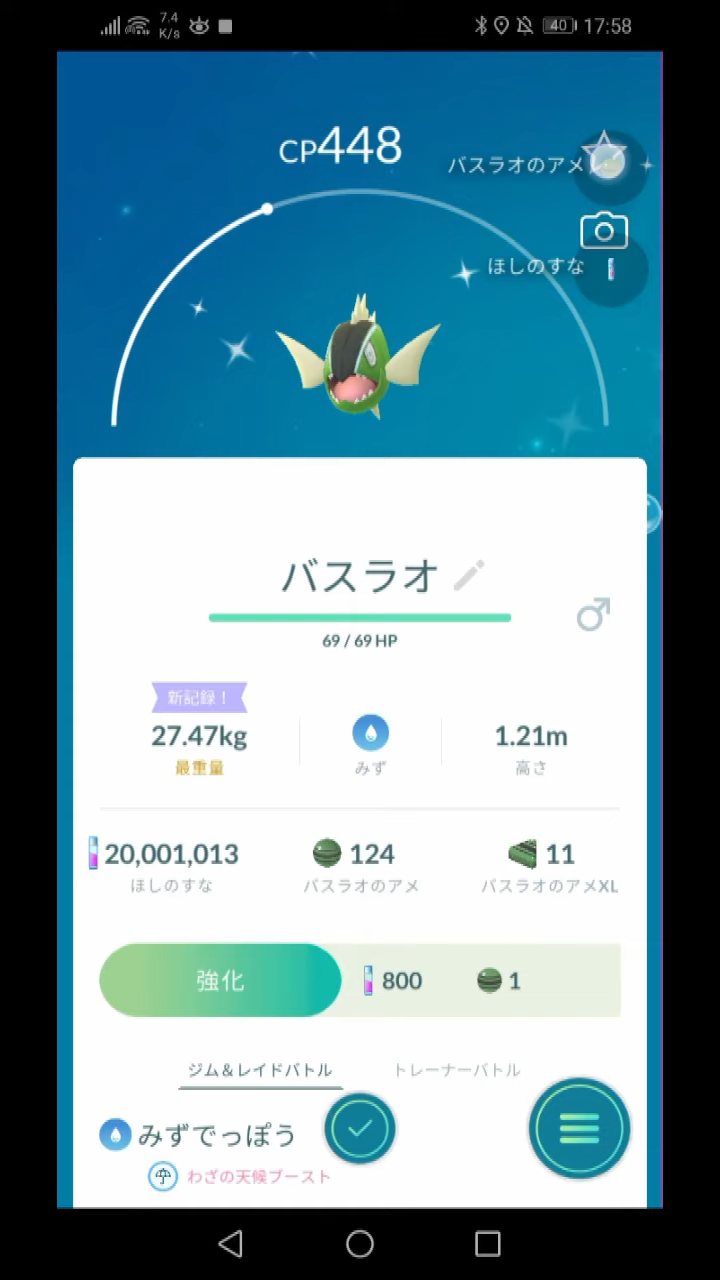 7.4
K/s
40
17:58
CP448
バスラオのアメ
ほしのすな
バスラオ
69 / 69 HP
新記録！
27.47kg
最重量
みず
1.21m
高さ
20,001,013
ほしのすな
124
バスラオのアメ
11
バスラオのアメXL
強化
800
1
ジム＆レイドバトル
トレーナーバトル
みずでっぽう
わざの天候ブースト